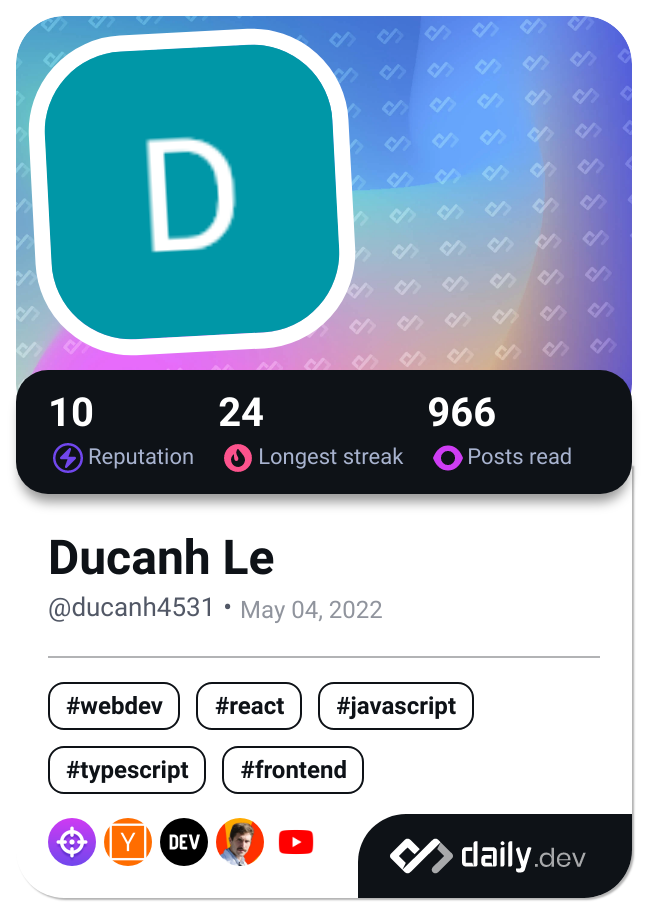 D
10 24 966
Reputation Longest streak Posts read
Ducanh Le
@ducanh4531 • May 04, 2022
#webdev #react #javascript
#typescript #frontend
Y DEV
daily.dev